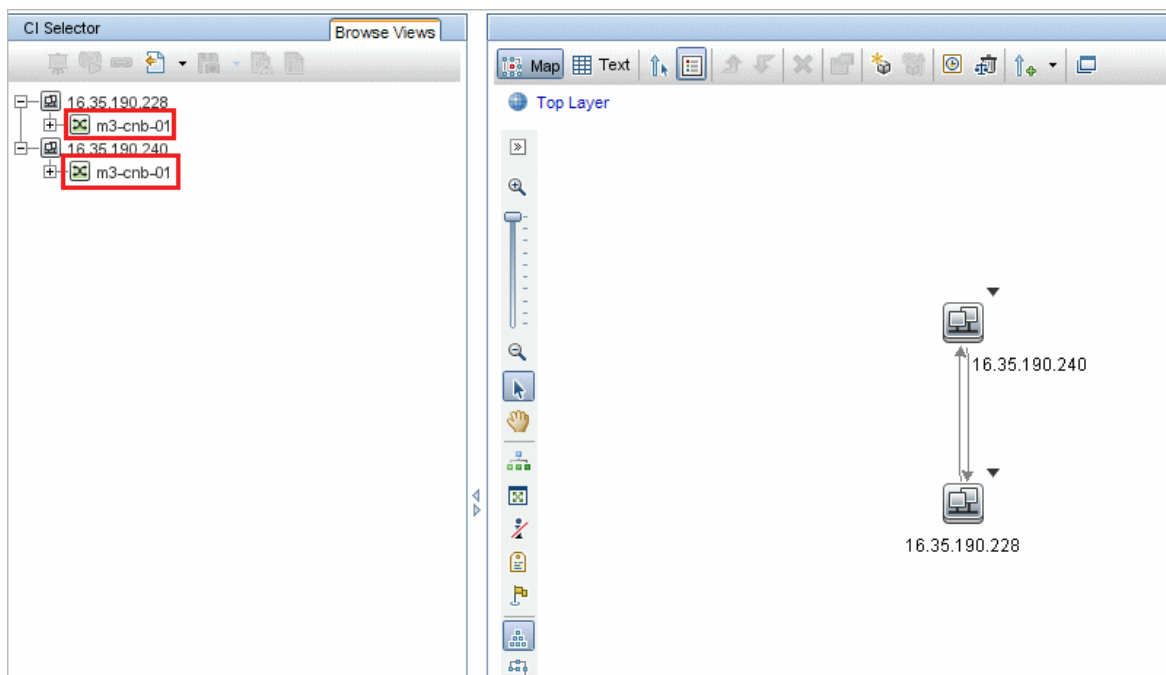 CI Selector
Browse Views
16.35.190.228
m3-cnb-01
16.35.190.240
m3-cnb-01
Map
Text
Top Layer
16.35.190.240
16.35.190.228